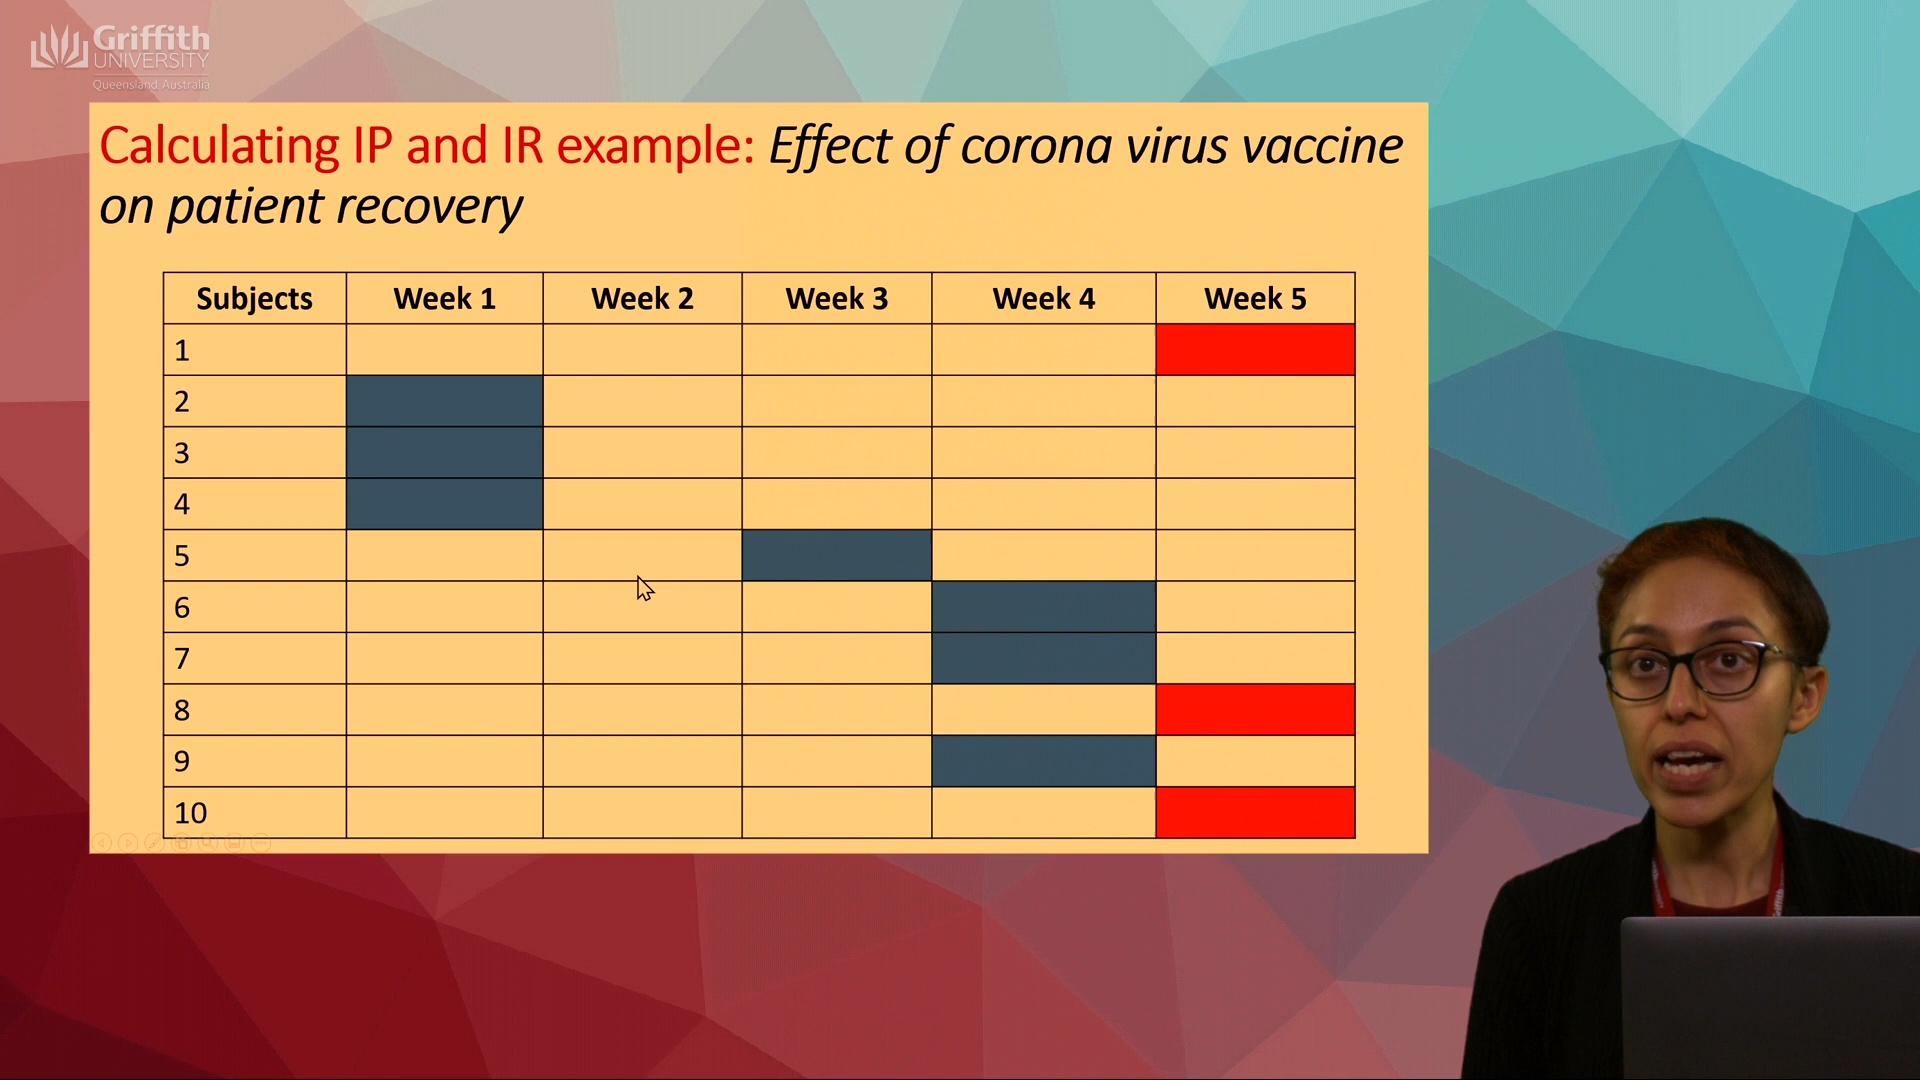 Griffith
UNIVERSITY
Queensland Australia
Calculating IP and IR example: Effect of corona virus vaccine
on patient recovery
Subjects Week 1 Week 2 Week 3 Week 4 Week 5
1
2
3
4
5
6
7
8
9
10